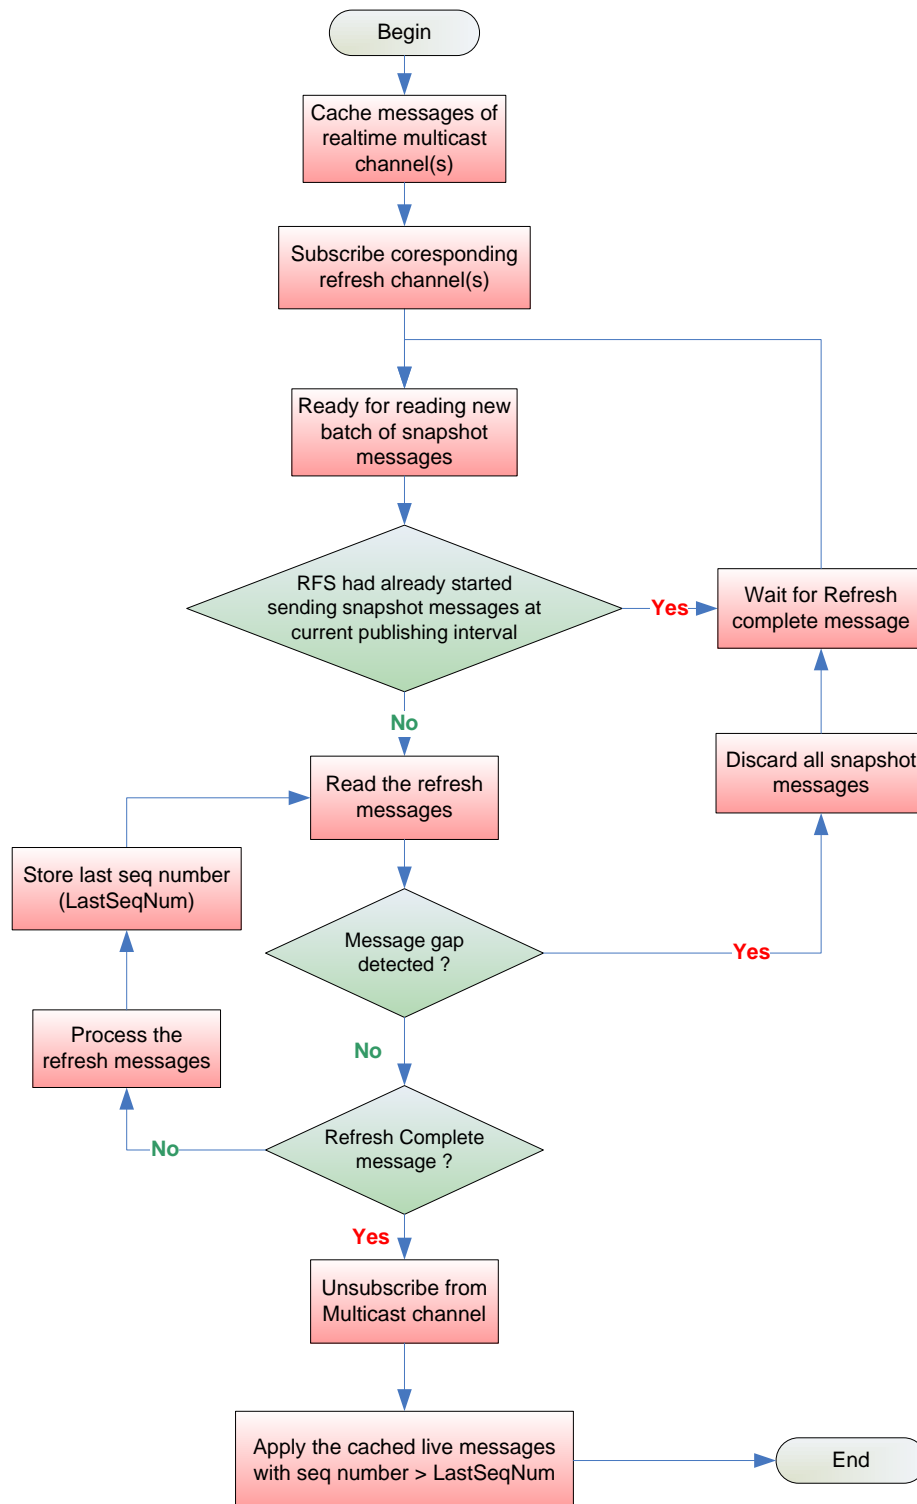 Begin
Cache messages of
realtime multicast
channel(s)
Subscribe coresponding
refresh channel(s)
Ready for reading new
batch of snapshot
messages
RFS had already started
sending snapshot messages at
current publishing interval
Yes
Wait for Refresh
complete message
No
Read the refresh
messages
Discard all snapshot
messages
Store last seq number
(LastSeqNum)
Message gap
detected ?
Yes
Process the
refresh messages
No
Refresh Complete
message ?
No
Yes
Unsubscribe from
Multicast channel
Apply the cached live messages
with seq number > LastSeqNum
End